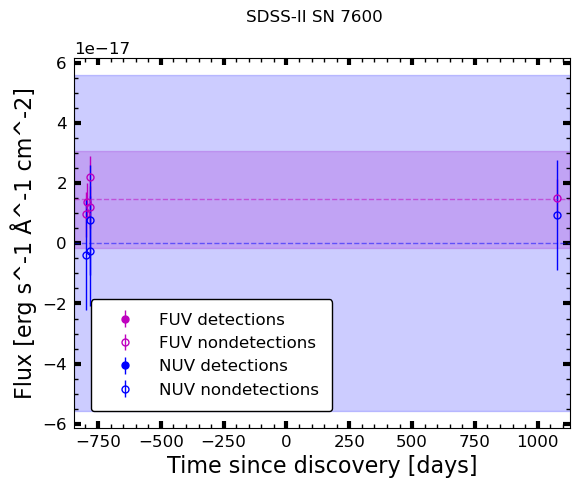 SDSS-II SN 7600
1e−17
6
4
2
0
−2
−4
−6
Flux [erg s^-1 Å^-1 cm^-2]
FUV detections
FUV nondetections
NUV detections
NUV nondetections
−750 −500 −250 0 250 500 750 1000
Time since discovery [days]